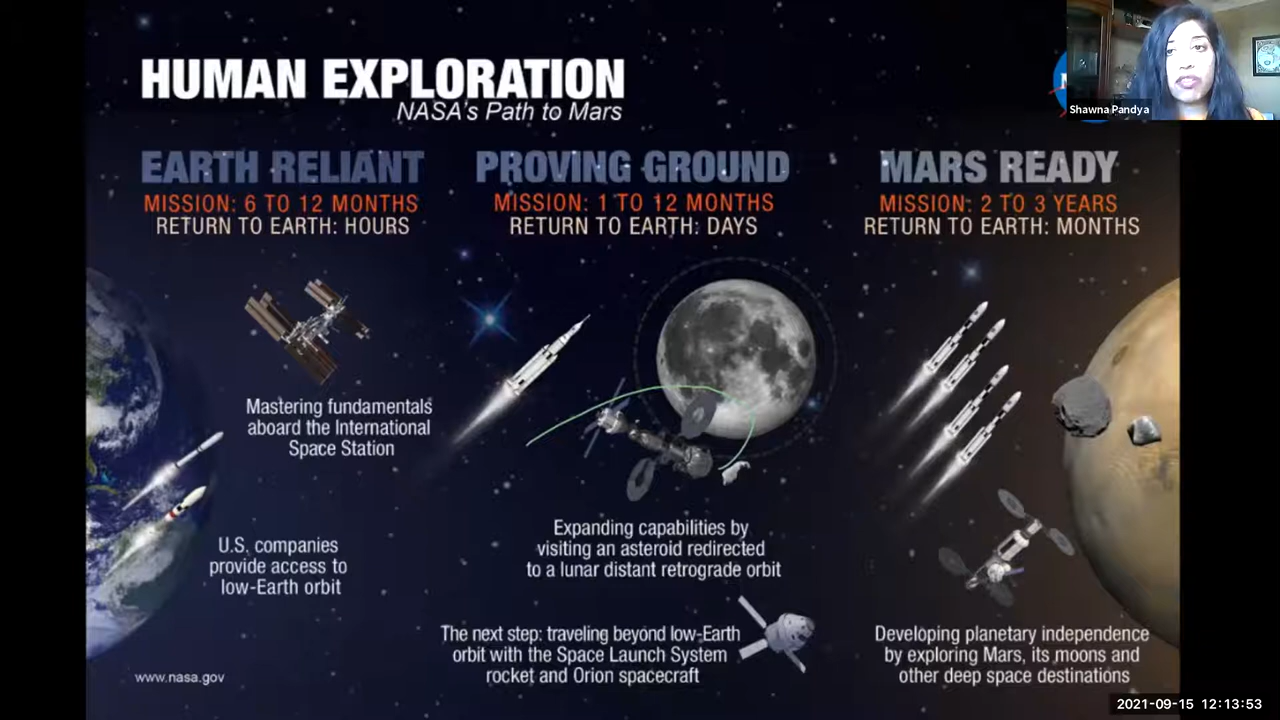 HUMAN EXPLORATION
NASA's Path to Mars
Shawna Pandya
EARTH RELIANT
MISSION: 6 TO 12 MONTHS
RETURN TO EARTH: HOURS
PROVING GROUND
MISSION: 1 TO 12 MONTHS
RETURN TO EARTH: DAYS
MARS READY
MISSION: 2 TO 3 YEARS
RETURN TO EARTH: MONTHS
Mastering fundamentals
aboard the International
Space Station
U.S. companies
provide access to
low-Earth orbit
Expanding capabilities by
visiting an asteroid redirected
to a lunar distant retrograde orbit
The next step: traveling beyond low-Earth
orbit with the Space Launch System
rocket and Orion spacecraft
Developing planetary independence
by exploring Mars, its moons and
other deep space destinations
www.nasa.gov
2021-09-15 12:13:53